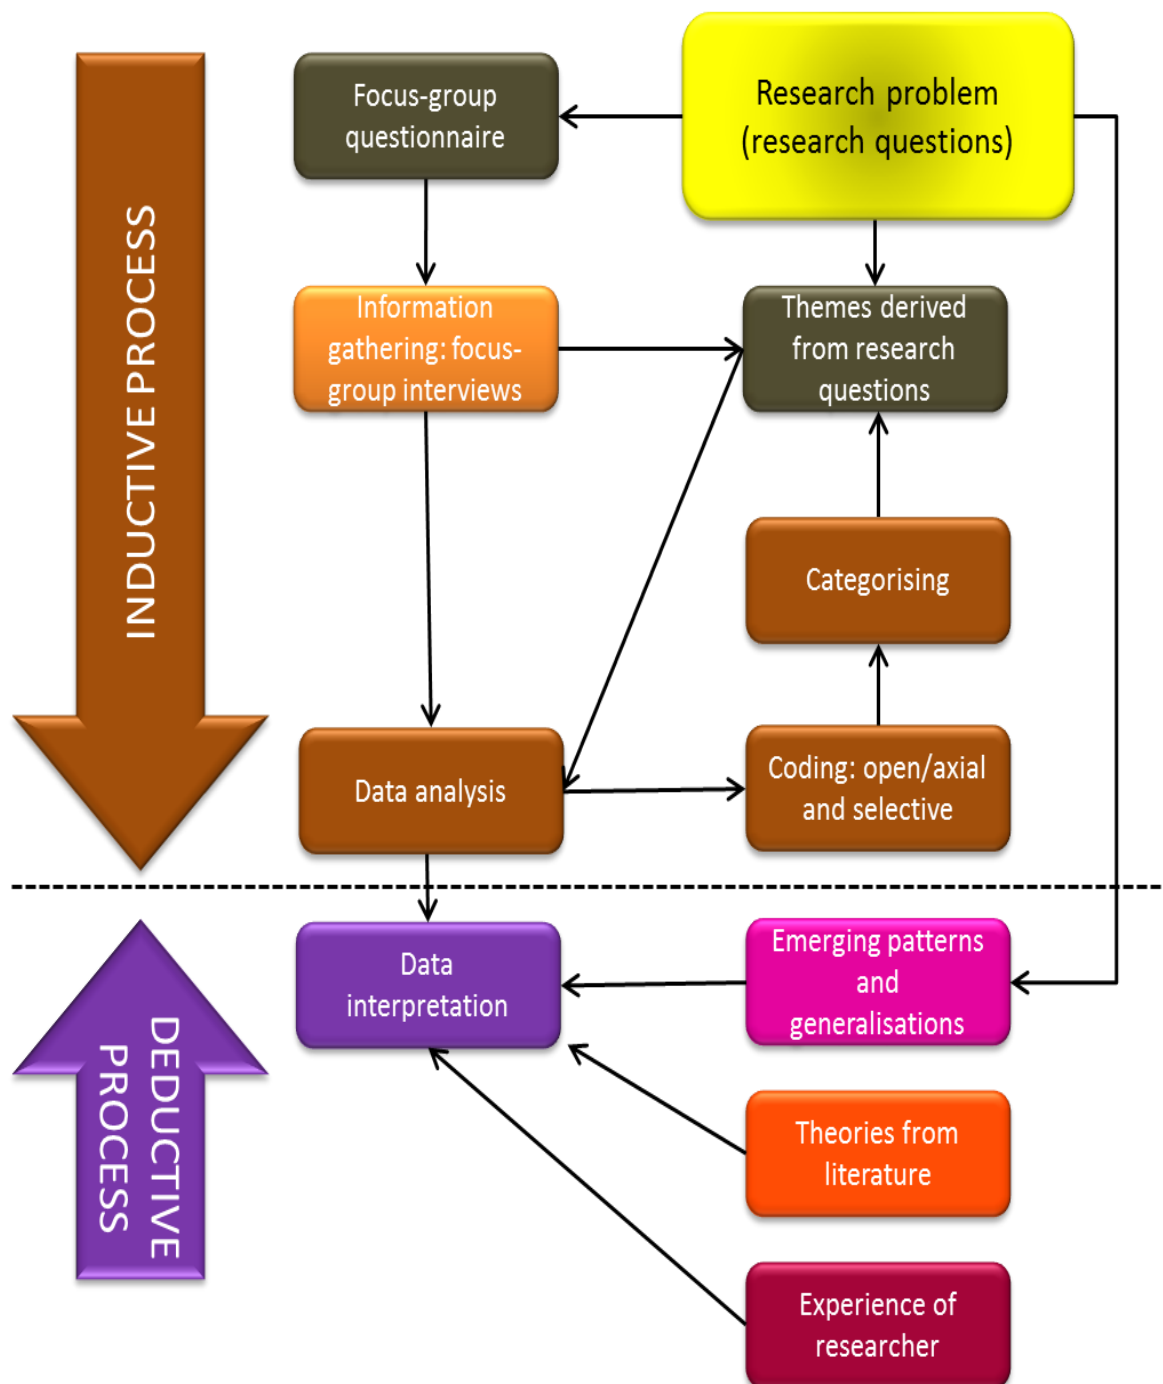 INDUCTIVE PROCESS
Focus-group
questionnaire
Research problem
(research questions)
Information
gathering: focus-
group interviews
Themes derived
from research
questions
Categorising
Data analysis
Coding: open/axial
and selective
DEDUCTIVE
PROCESS
Data
interpretation
Emerging patterns
and
generalisations
Theories from
literature
Experience of
researcher